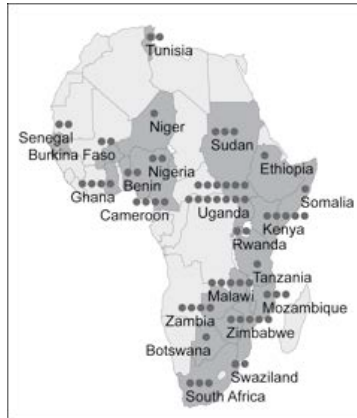 Tunisia
Niger
Senegal
Sudan
Burkina Faso
Nigeria
Ethiopia
Benin
Ghana
Somalia
Cameroon
Uganda
Kenya
Rwanda
Tanzania
Malawi
Mozambique
Zambia
Zimbabwe
Botswana
Swaziland
South Africa